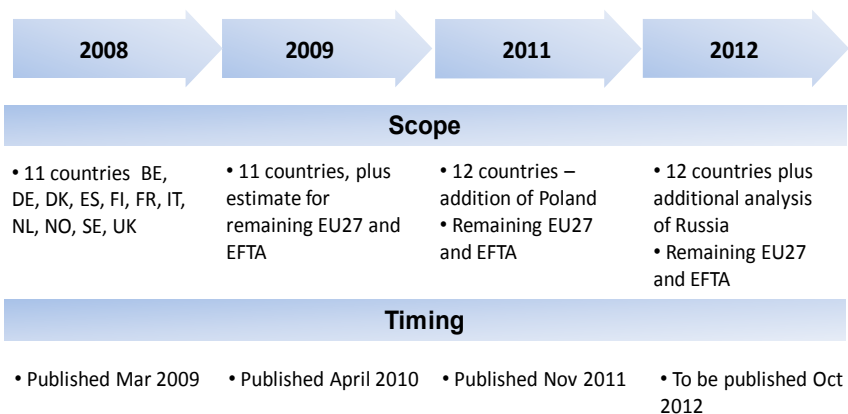 2008
2009
2011
2012
Scope
• 11 countries  BE,
DE, DK, ES, FI, FR, IT,
NL, NO, SE, UK
• 11 countries, plus
estimate for
remaining EU27 and
EFTA
• 12 countries –
addition of Poland
• Remaining EU27
and EFTA
• 12 countries plus
additional analysis
of Russia
• Remaining EU27
and EFTA
Timing
• Published Mar 2009
• Published April 2010
• Published Nov 2011
• To be published Oct
2012